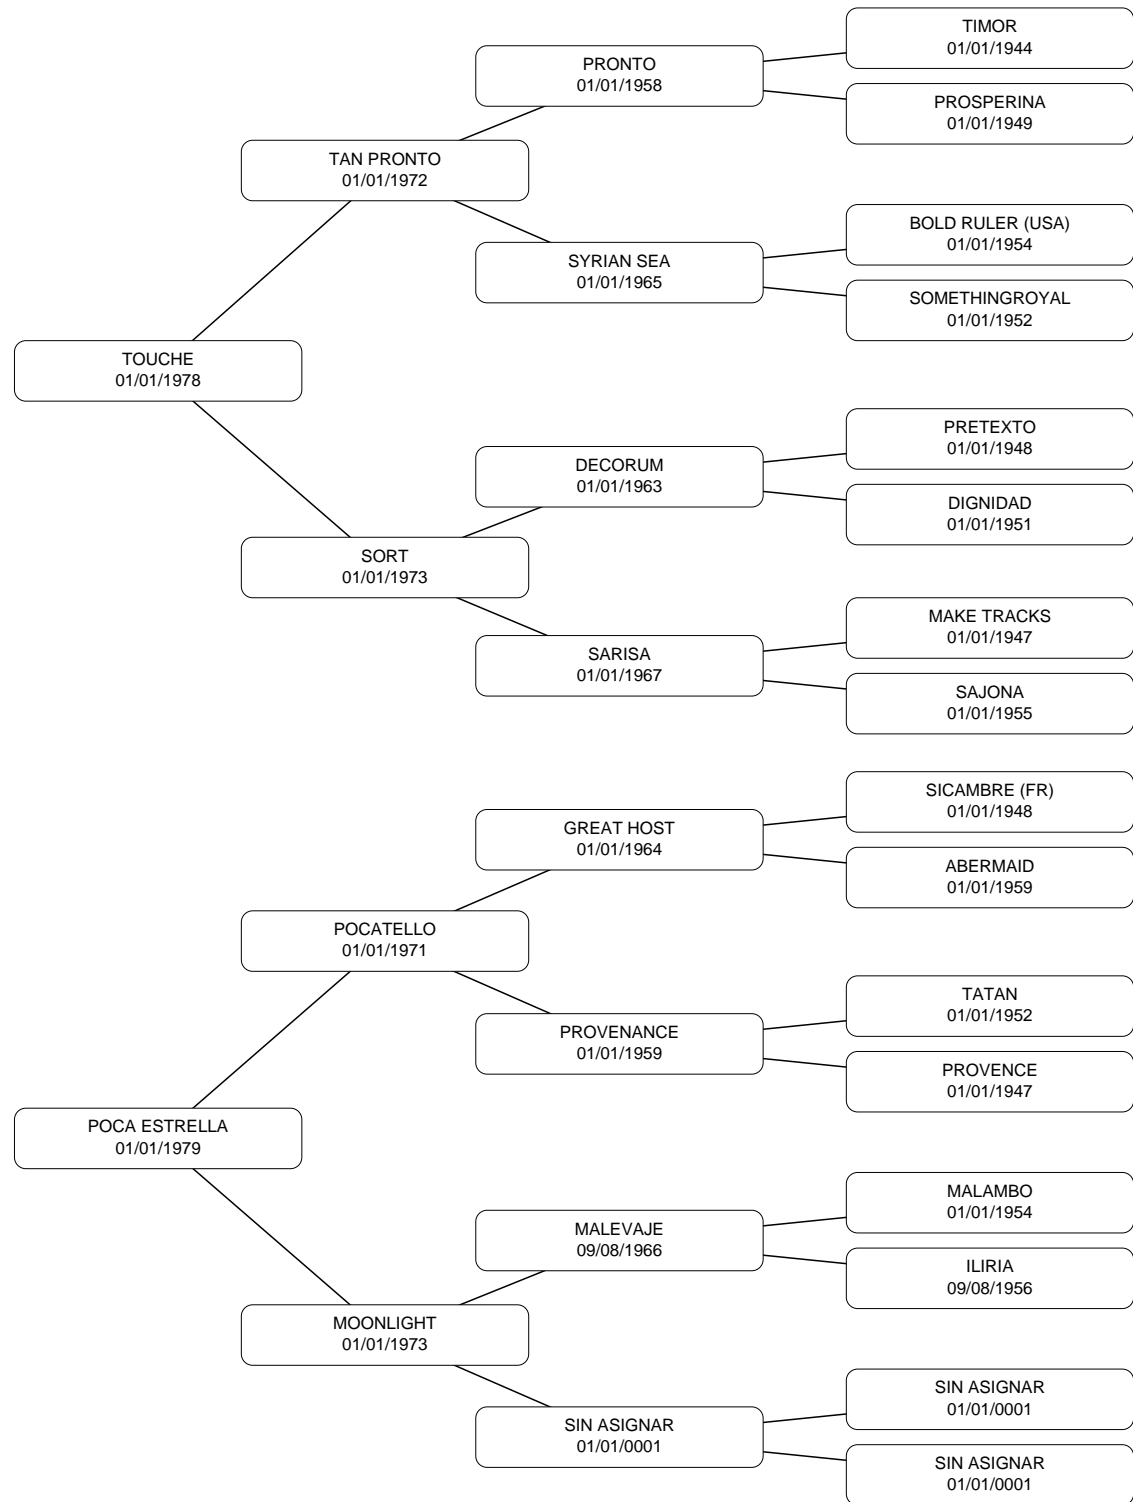 TIMOR
01/01/1944
PRONTO
01/01/1958
PROSPERINA
01/01/1949
TAN PRONTO
01/01/1972
BOLD RULER (USA)
01/01/1954
SYRIAN SEA
01/01/1965
SOMETHINGROYAL
01/01/1952
TOUCHE
01/01/1978
PRETEXTO
01/01/1948
DECORUM
01/01/1963
DIGNIDAD
01/01/1951
SORT
01/01/1973
MAKE TRACKS
01/01/1947
SARISA
01/01/1967
SAJONA
01/01/1955
SICAMBRE (FR)
01/01/1948
GREAT HOST
01/01/1964
ABERMAID
01/01/1959
POCATELLO
01/01/1971
TATAN
01/01/1952
PROVENANCE
01/01/1959
PROVENCE
01/01/1947
POCA ESTRELLA
01/01/1979
MALAMBO
01/01/1954
MALEVAJE
09/08/1966
ILIRIA
09/08/1956
MOONLIGHT
01/01/1973
SIN ASIGNAR
01/01/0001
SIN ASIGNAR
01/01/0001
SIN ASIGNAR
01/01/0001